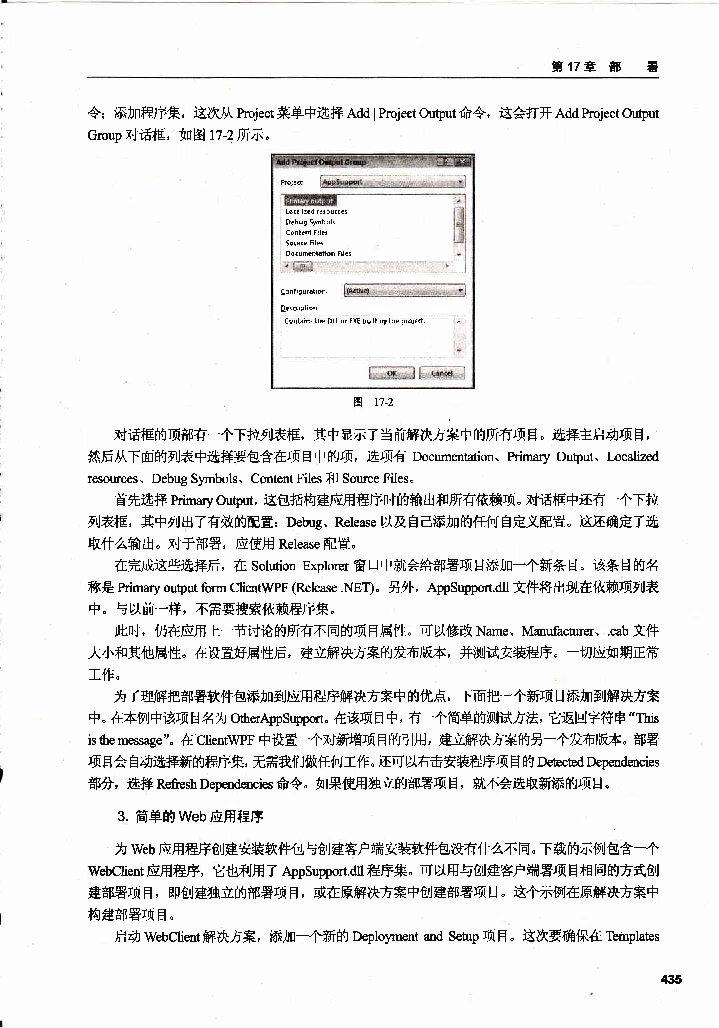 第 17 章 部 署
令；添加程序集，这次从 Project 菜单中选择 Add | Project Output 命令，这会打开 Add Project Output
Group 对话框，如图 17-2 所示。
Add Project Output Group
Project: AppSupport
Primary output
Localized resources
Debug Symbols
Content Files
Source Files
Documentation Files
Configuration: (Active)
Description:
Contains the DLL or EXE built by the project.
OK Cancel
图 17-2
对话框的顶部有一个下拉列表框，其中显示了当前解决方案中的所有项目。选择主启动项目，
然后从下面的列表中选择要包含在项目中的项，选项有 Documentation、Primary Output、Localized
resources、Debug Symbols、Content Files 和 Source Files。
首先选择 Primary Output，这包括构建应用程序时的输出和所有依赖项。对话框中还有一个下拉
列表框，其中列出了有效的配置：Debug、Release 以及自己添加的任何自定义配置。这还确定了选
取什么输出。对于部署，应使用 Release 配置。
在完成这些选择后，在 Solution Explorer 窗口中就会给部署项目添加一个新条目。该条目的名
称是 Primary output form ClientWPF (Release .NET)。另外，AppSupport.dll 文件将出现在依赖项列表
中。与以前一样，不需要搜索依赖程序集。
此时，仍在应用上一节讨论的所有不同的项目属性。可以修改 Name、Manufacturer、.cab 文件
大小和其他属性。在设置好属性后，建立解决方案的发布版本，并测试安装程序。一切应如期正常
工作。
为了理解把部署软件包添加到应用程序解决方案中的优点，下面把一个新项目添加到解决方案
中。在本例中该项目名为 OtherAppSupport。在该项目中，有一个简单的测试方法，它返回字符串“This
is the message”。在 ClientWPF 中设置一个对新增项目的引用，建立解决方案的另一个发布版本。部署
项目会自动选择新的程序集，无需我们做任何工作。还可以右击安装程序项目的 Detected Dependencies
部分，选择 Refresh Dependencies 命令。如果使用独立的部署项目，就不会选取新添的项目。
3. 简单的 Web 应用程序
为 Web 应用程序创建安装软件包与创建客户端安装软件包没有什么不同。下载的示例包含一个
WebClient 应用程序，它也利用了 AppSupport.dll 程序集。可以用与创建客户端署项目相同的方式创
建部署项目，即创建独立的部署项目，或在原解决方案中创建部署项目。这个示例在原解决方案中
构建部署项目。
启动 WebClient 解决方案，添加一个新的 Deployment and Setup 项目。这次要确保在 Templates
435